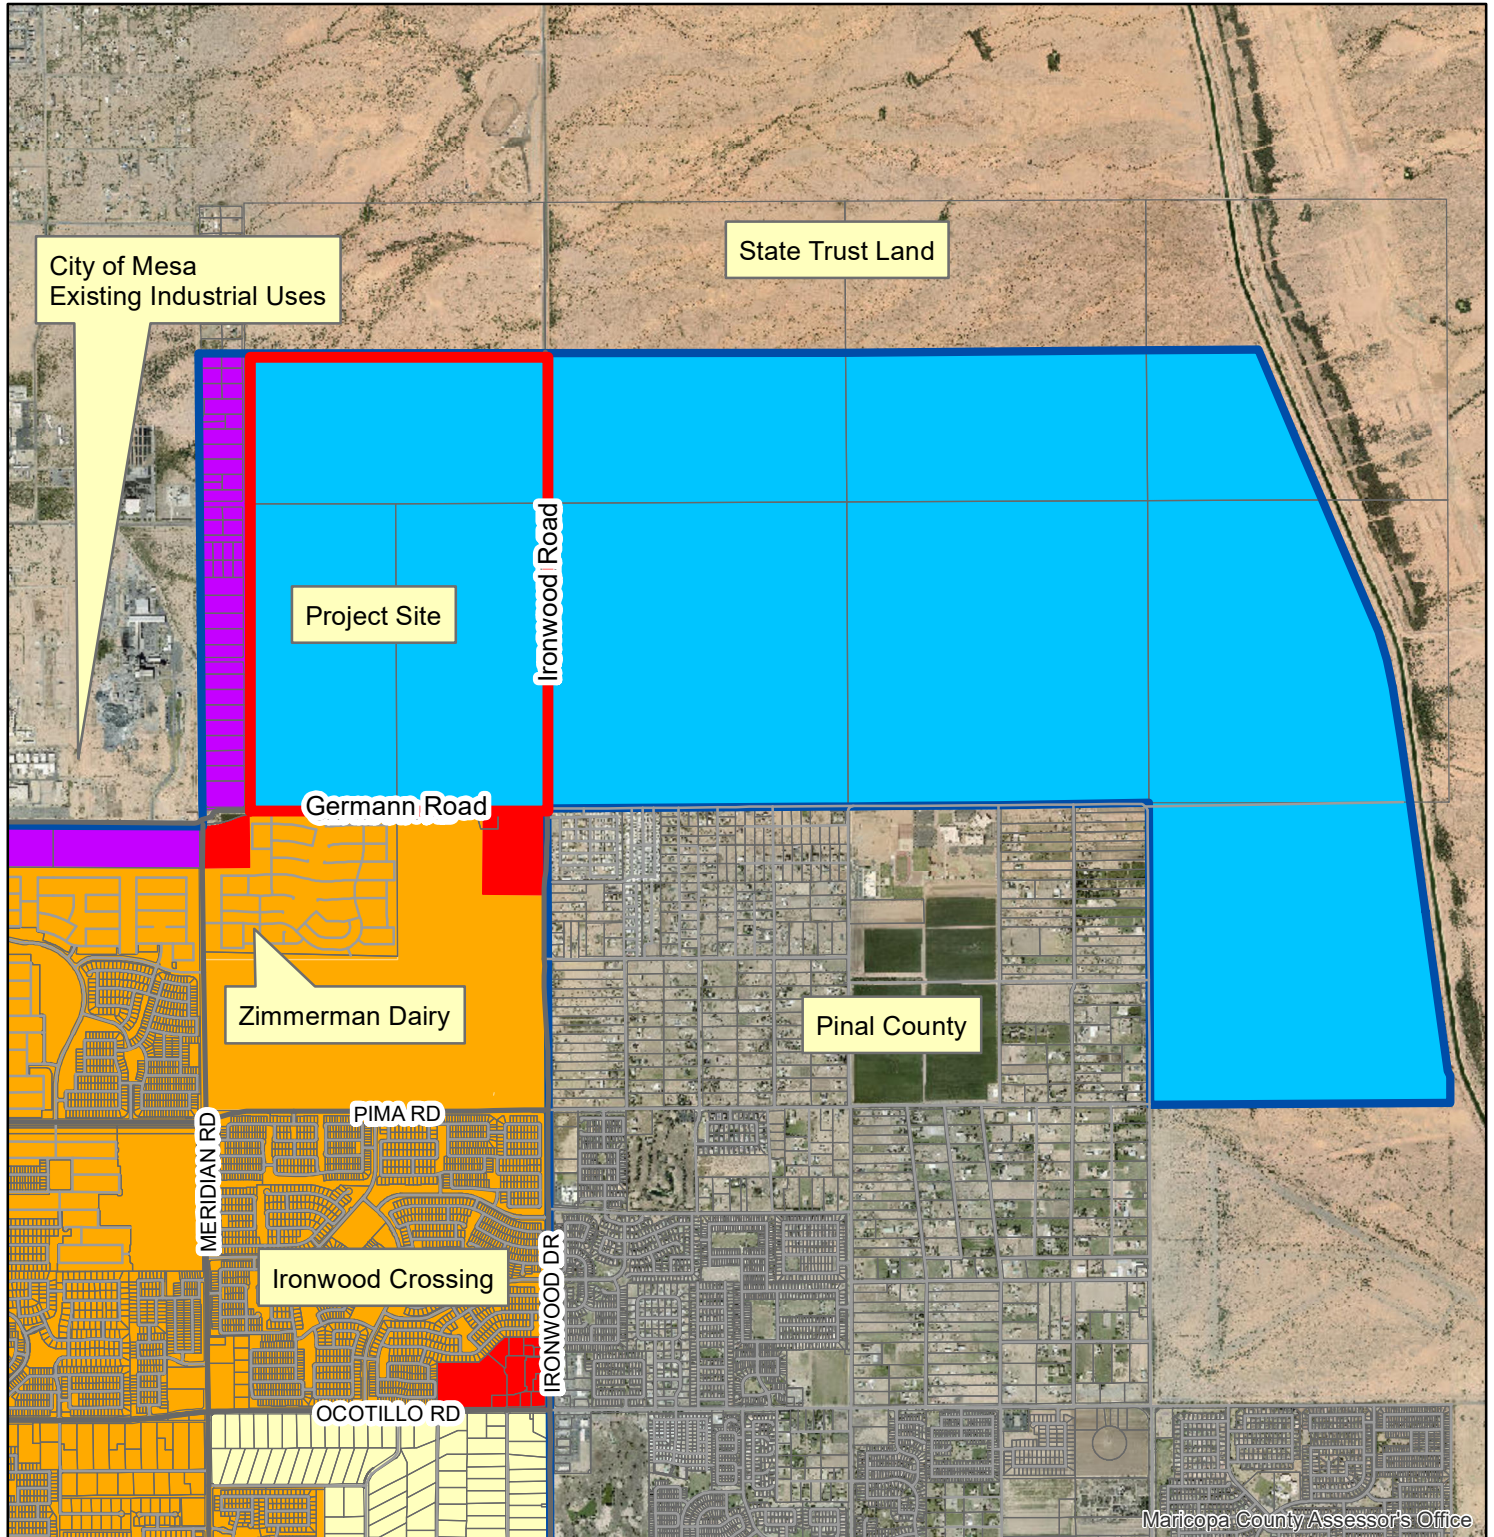 State Trust Land
City of Mesa
Existing Industrial Uses
Ironwood Road
Project Site
Germann Road
Zimmerman Dairy
Pinal County
PIMA RD
MERIDIAN RD
Ironwood Crossing
IRONWOOD DR
OCOTILLO RD
Maricopa County Assessor's Office